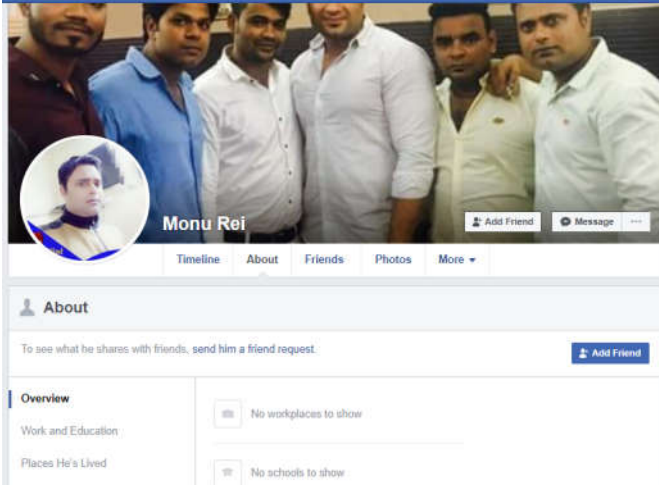 Monu Rei
Add Friend
Message
Timeline
About
Friends
Photos
More
About
To see what he shares with friends, send him a friend request.
Add Friend
Overview
Work and Education
Places He's Lived
No workplaces to show
No schools to show